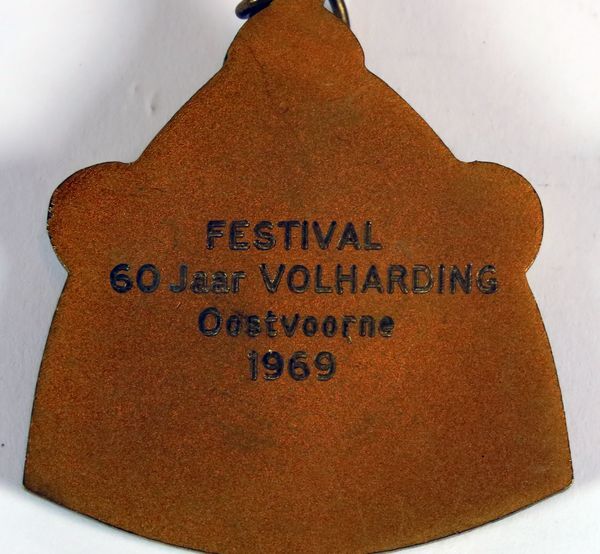 FESTIVAL
60 Jaar VOLHARDING
Oostvoorne
1969